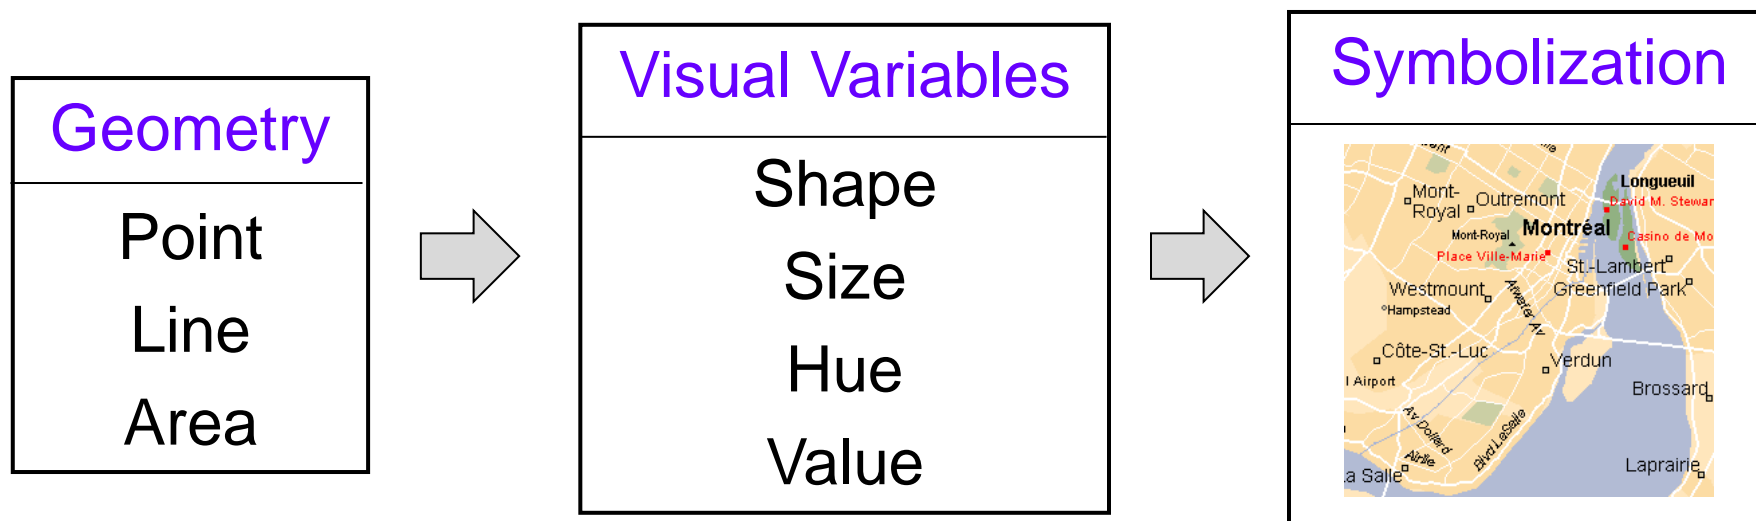 Geometry
Point
Line
Area
Visual Variables
Shape
Size
Hue
Value
Symbolization
Longueuil
Mont-
Royal
Outremont
David M. Stewar
Mont-Royal
Montréal
Casino de Mo
Place Ville-Marie
St.-Lambert
Westmount
Greenfield Park
Hampstead
Atwater Av
Côte-St.-Luc
Verdun
l Airport
Brossard
Av Dollard
Blvd LaSalle
Airlie
Laprairie
a Salle